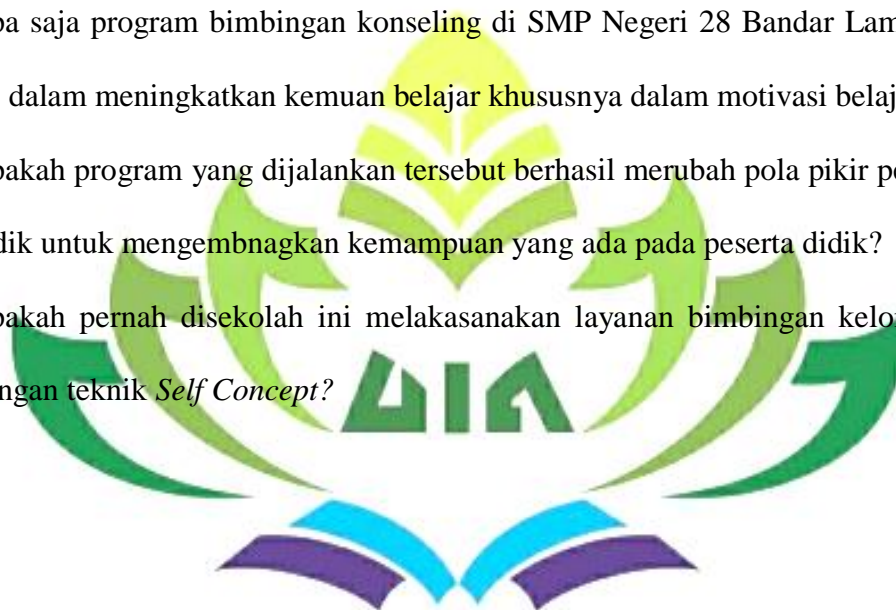 pa saja program bimbingan konseling di SMP Negeri 28 Bandar Lam
dalam meningkatkan kemuan belajar khususnya dalam motivasi belaj
pakah program yang dijalankan tersebut berhasil merubah pola pikir pe
dik untuk mengembnagkan kemampuan yang ada pada peserta didik?
pakah pernah disekolah ini melakasanakan layanan bimbingan kelo
ngan teknik Self Concept?
UIN